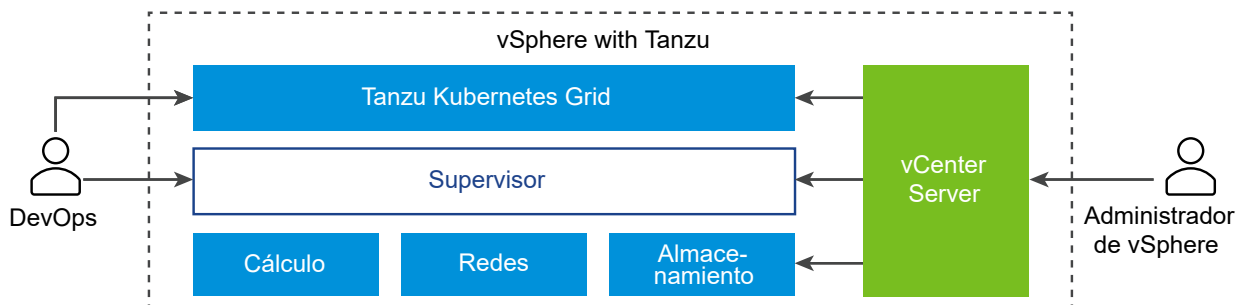 vSphere with Tanzu
Tanzu Kubernetes Grid
Supervisor
vCenter
Server
DevOps
Administrador
de vSphere
Cálculo
Redes
Almace-
namiento